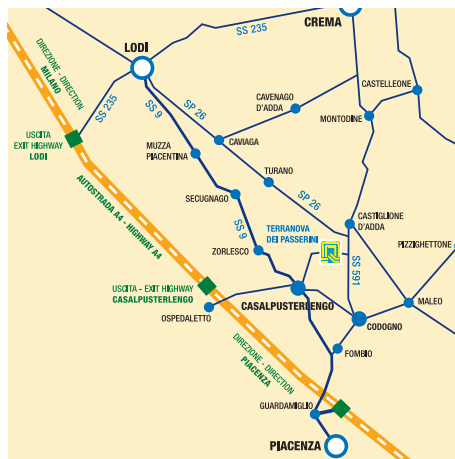 CREMA
SS 235
LODÌ
DIREZIONE - DIRECTION
MILANO
SS 235
SS 9
SP 26
CAVENAGO
D'ADDA
CASTELLEONE
MONTODINE
USCITA
EXIT HIGHWAY
LODI
CAVIAGA
MUZZA
PIACENTINA
TURANO
SP 26
SECUGNAGO
AUTOSTRADA A4 - HIGHWAY A4
SS 9
TERRANOVA
DEI PASSERINI
CASTIGLIONE
D'ADDA
PIZZIGHETTONE
ZORLESCO
SS 591
USCITA - EXIT HIGHWAY
CASALPUSTERLENGO
CASALPUSTERLENGO
MALEO
OSPEDALETTO
CODOGNO
DIREZIONE - DIRECTION
PIACENZA
FOMBIO
GUARDAMIGLIO
PIACENZA